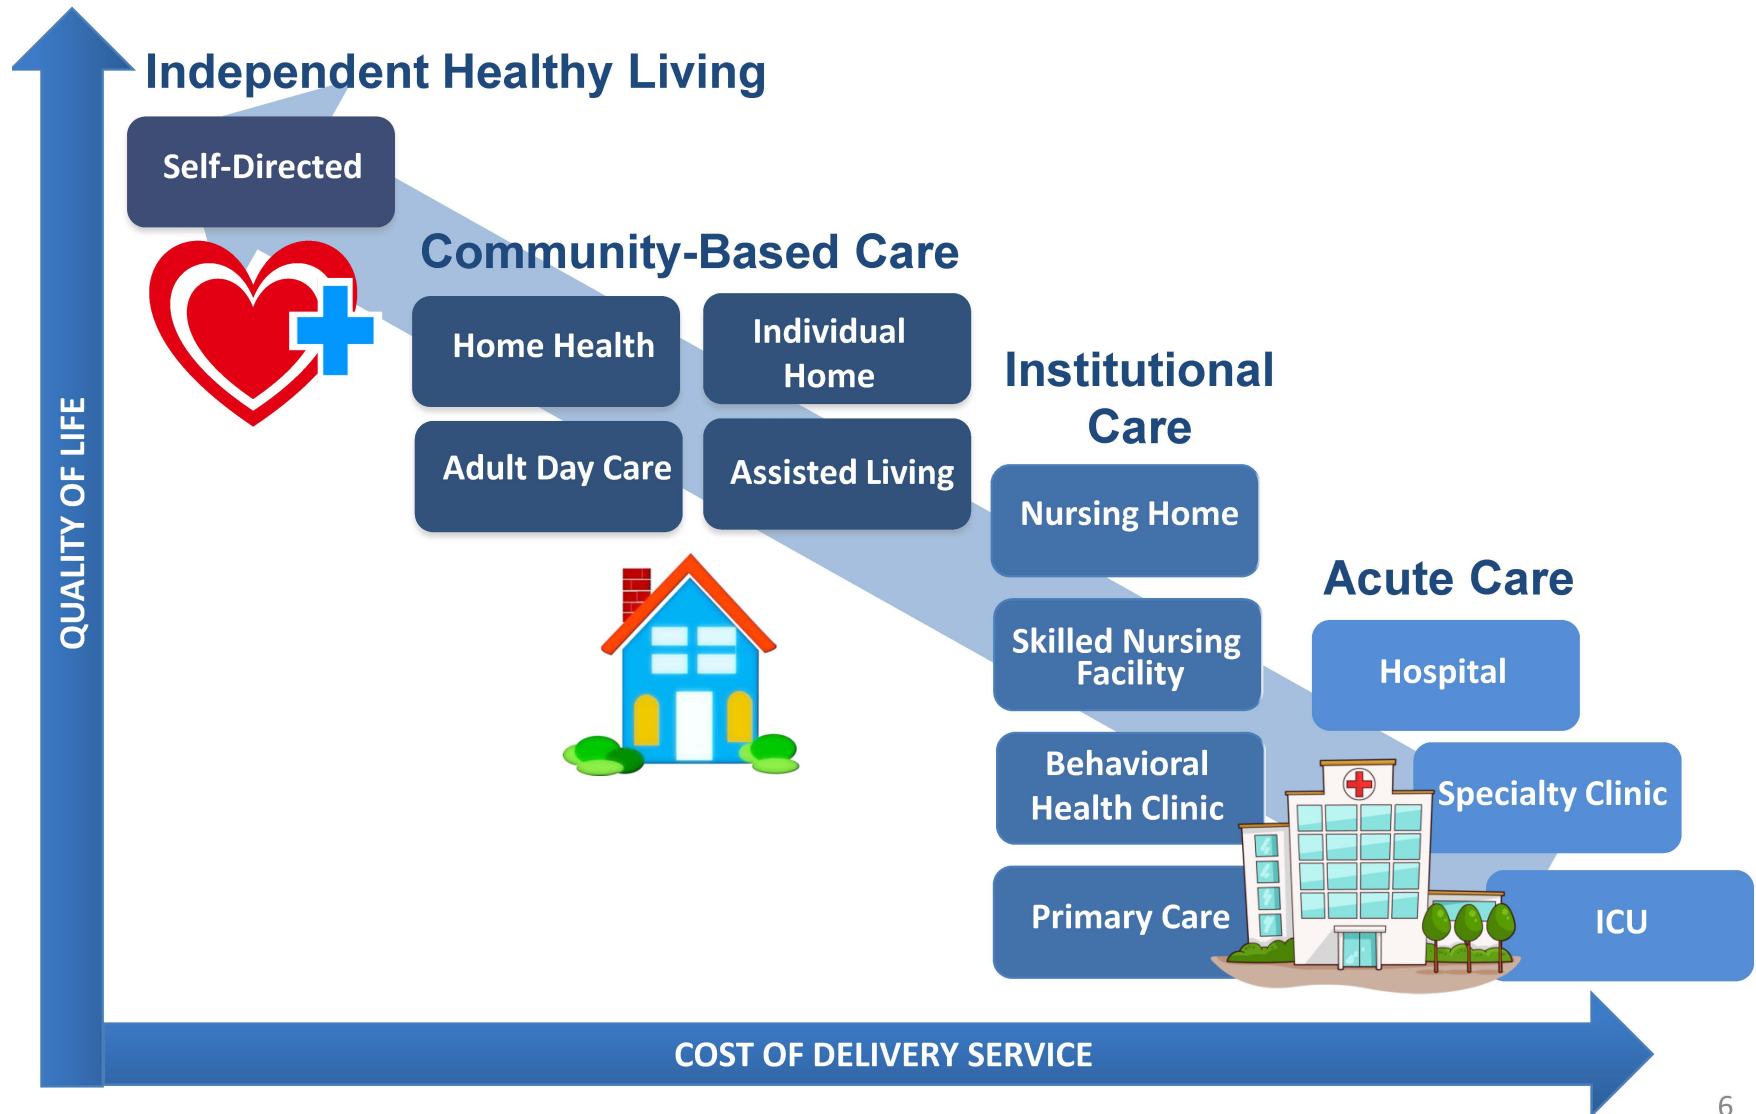 Independent Healthy Living
Self-Directed
Community-Based Care
Home Health
Individual
Home
Adult Day Care
Assisted Living
Institutional
Care
Nursing Home
Skilled Nursing
Facility
Behavioral
Health Clinic
Primary Care
Acute Care
Hospital
Specialty Clinic
ICU
QUALITY OF LIFE
COST OF DELIVERY SERVICE
6